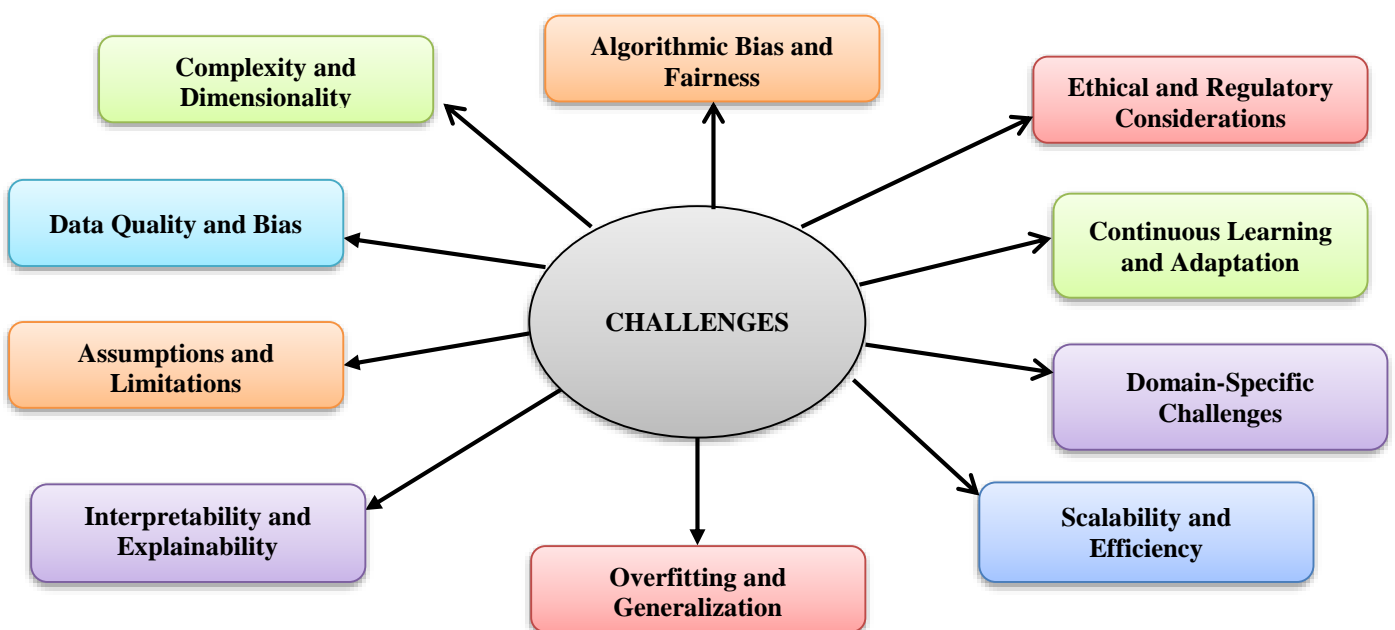 Algorithmic Bias and
Fairness
Complexity and
Dimensionality
Ethical and Regulatory
Considerations
Data Quality and Bias
Continuous Learning
and Adaptation
CHALLENGES
Assumptions and
Limitations
Domain-Specific
Challenges
Interpretability and
Explainability
Scalability and
Efficiency
Overfitting and
Generalization